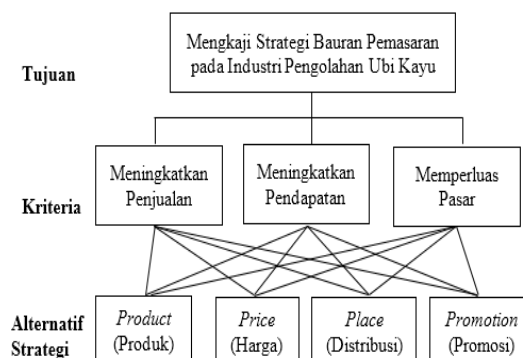 Tujuan
Mengkaji Strategi Bauran Pemasaran
pada Industri Pengolahan Ubi Kayu
Kriteria
Meningkatkan
Penjualan
Meningkatkan
Pendapatan
Memperluas
Pasar
Alternatif
Strategi
Product
(Produk)
Price
(Harga)
Place
(Distribusi)
Promotion
(Promosi)